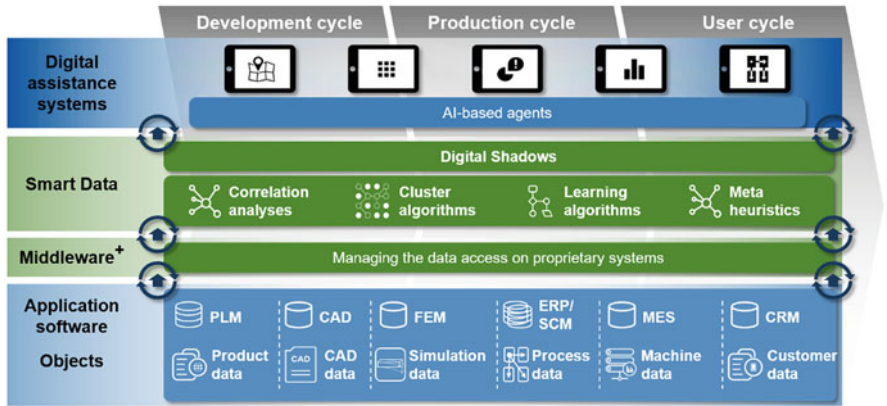 Development cycle
Production cycle
User cycle
Digital
assistance
systems
AI-based agents
Smart Data
Digital Shadows
Correlation
analyses
Cluster
algorithms
Learning
algorithms
Meta
heuristics
Middleware+
Managing the data access on proprietary systems
Application
software
PLM
CAD
FEM
ERP/
SCM
MES
CRM
Objects
Product
data
CAD
CAD
data
Simulation
data
Process
data
Machine
data
Customer
data